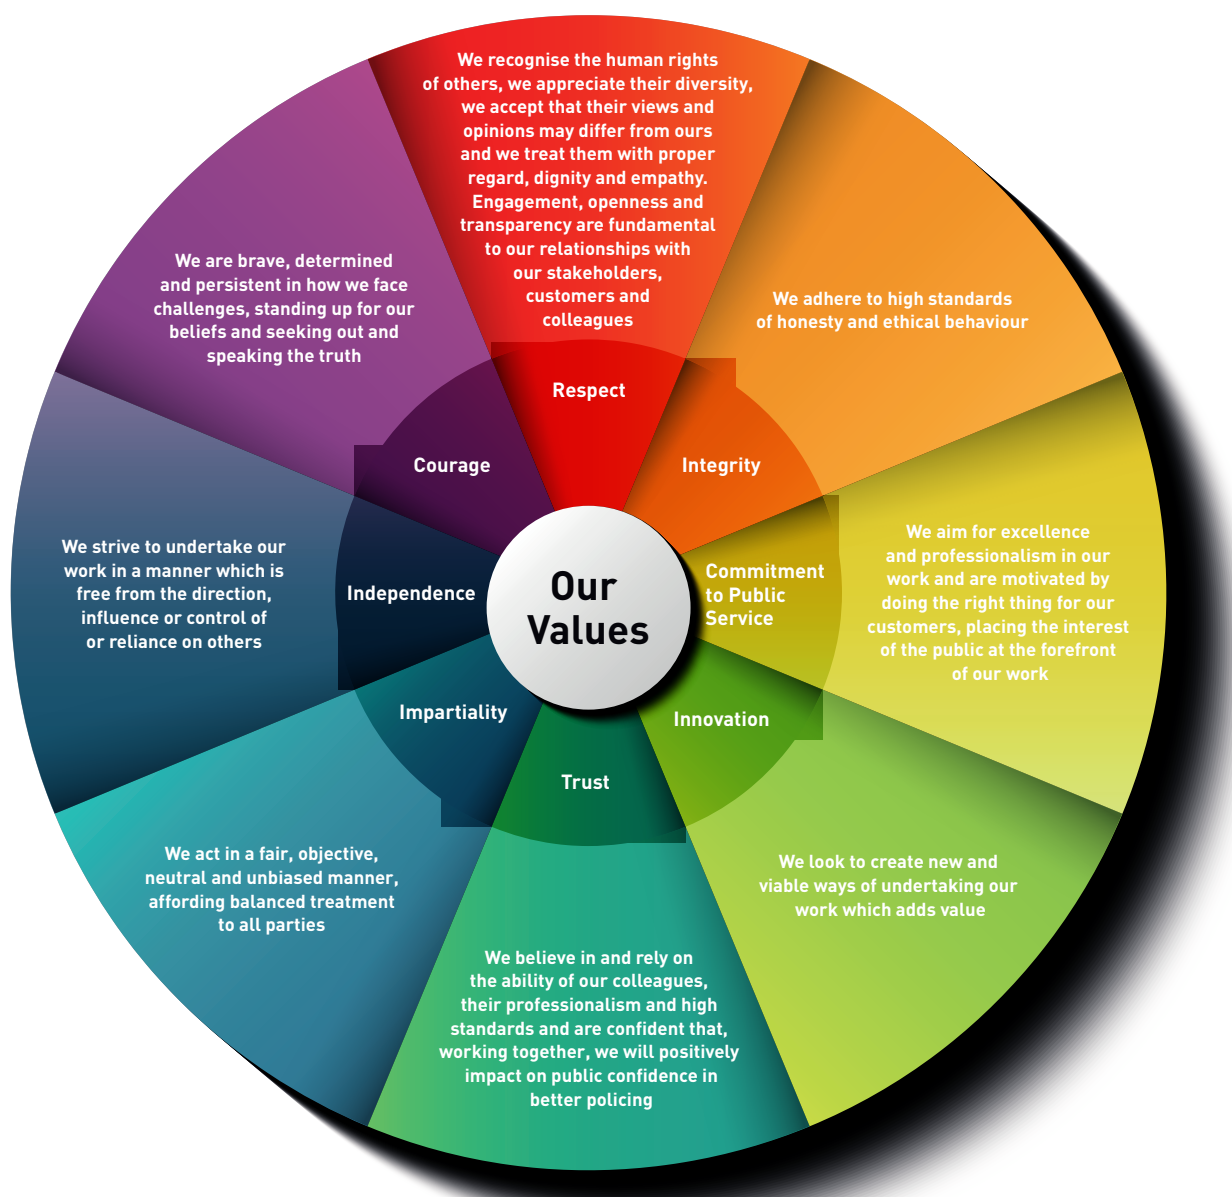 Our
Values
Respect
We recognise the human rights
of others, we appreciate their diversity,
we accept that their views and
opinions may differ from ours
and we treat them with proper
regard, dignity and empathy.
Engagement, openness and
transparency are fundamental
to our relationships with
our stakeholders,
customers and
colleagues
Integrity
We adhere to high standards
of honesty and ethical behaviour
Commitment
to Public
Service
We aim for excellence
and professionalism in our
work and are motivated by
doing the right thing for our
customers, placing the interest
of the public at the forefront
of our work
Innovation
We look to create new and
viable ways of undertaking our
work which adds value
Trust
We believe in and rely on
the ability of our colleagues,
their professionalism and high
standards and are confident that,
working together, we will positively
impact on public confidence in
better policing
Impartiality
We act in a fair, objective,
neutral and unbiased manner,
affording balanced treatment
to all parties
Independence
We strive to undertake our
work in a manner which is
free from the direction,
influence or control of
or reliance on others
Courage
We are brave, determined
and persistent in how we face
challenges, standing up for our
beliefs and seeking out and
speaking the truth